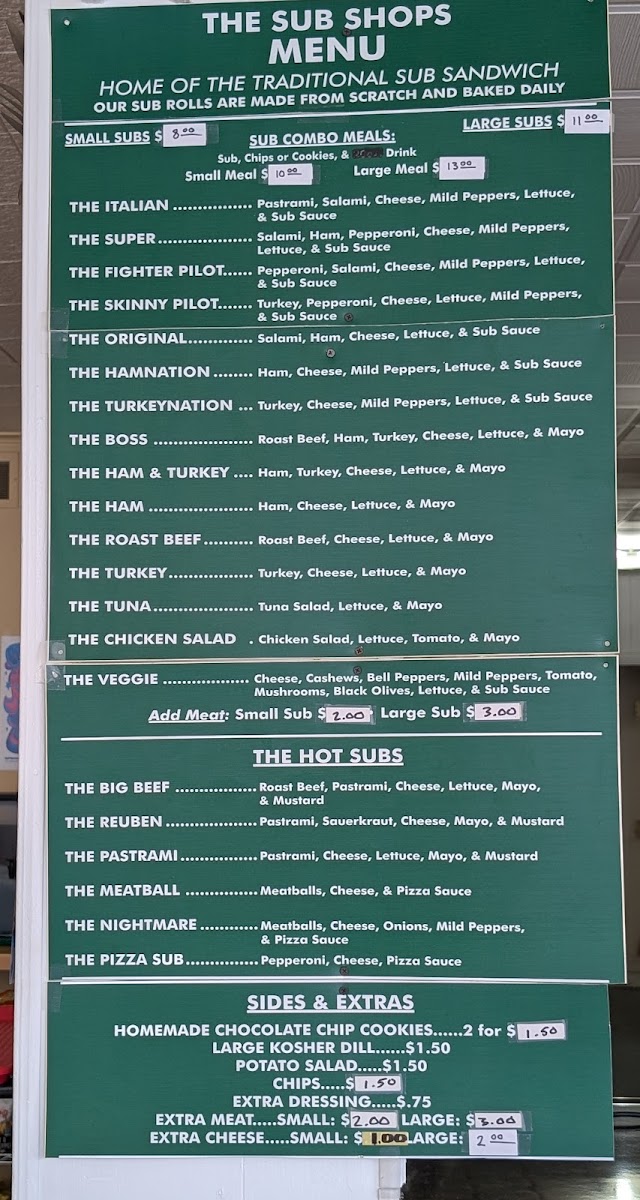 THE SUB SHOPS
MENU
HOME OF THE TRADITIONAL SUB SANDWICH
OUR SUB ROLLS ARE MADE FROM SCRATCH AND BAKED DAILY
SMALL SUBS $8.00 SUB COMBO MEALS: LARGE SUBS $11.00
Sub, Chips or Cookies, & Drink
Small Meal $10.00 Large Meal $13.00
THE ITALIAN ................ Pastrami, Salami, Cheese, Mild Peppers, Lettuce,
& Sub Sauce
THE SUPER................... Salami, Ham, Pepperoni, Cheese, Mild Peppers,
Lettuce, & Sub Sauce
THE FIGHTER PILOT...... Pepperoni, Salami, Cheese, Mild Peppers, Lettuce,
& Sub Sauce
THE SKINNY PILOT....... Turkey, Pepperoni, Cheese, Lettuce, Mild Peppers,
& Sub Sauce
THE ORIGINAL............. Salami, Ham, Cheese, Lettuce, & Sub Sauce
THE HAMNATION ........ Ham, Cheese, Mild Peppers, Lettuce, & Sub Sauce
THE TURKEYNATION ... Turkey, Cheese, Mild Peppers, Lettuce, & Sub Sauce
THE BOSS .................... Roast Beef, Ham, Turkey, Cheese, Lettuce, & Mayo
THE HAM & TURKEY .... Ham, Turkey, Cheese, Lettuce, & Mayo
THE HAM ..................... Ham, Cheese, Lettuce, & Mayo
THE ROAST BEEF.......... Roast Beef, Cheese, Lettuce, & Mayo
THE TURKEY................. Turkey, Cheese, Lettuce, & Mayo
THE TUNA.................... Tuna Salad, Lettuce, & Mayo
THE CHICKEN SALAD . Chicken Salad, Lettuce, Tomato, & Mayo
THE VEGGIE ................. Cheese, Cashews, Bell Peppers, Mild Peppers, Tomato,
Mushrooms, Black Olives, Lettuce, & Sub Sauce
Add Meat: Small Sub $2.00 Large Sub $3.00
THE HOT SUBS
THE BIG BEEF ................. Roast Beef, Pastrami, Cheese, Lettuce, Mayo,
& Mustard
THE REUBEN .................. Pastrami, Sauerkraut, Cheese, Mayo, & Mustard
THE PASTRAMI................ Pastrami, Cheese, Lettuce, Mayo, & Mustard
THE MEATBALL ............... Meatballs, Cheese, & Pizza Sauce
THE NIGHTMARE ............ Meatballs, Cheese, Onions, Mild Peppers,
& Pizza Sauce
THE PIZZA SUB............... Pepperoni, Cheese, Pizza Sauce
SIDES & EXTRAS
HOMEMADE CHOCOLATE CHIP COOKIES......2 for $1.50
LARGE KOSHER DILL......$1.50
POTATO SALAD.....$1.50
CHIPS.....$1.50
EXTRA DRESSING.....$.75
EXTRA MEAT.....SMALL: $2.00 LARGE: $3.00
EXTRA CHEESE.....SMALL: $1.00 LARGE: 2.00